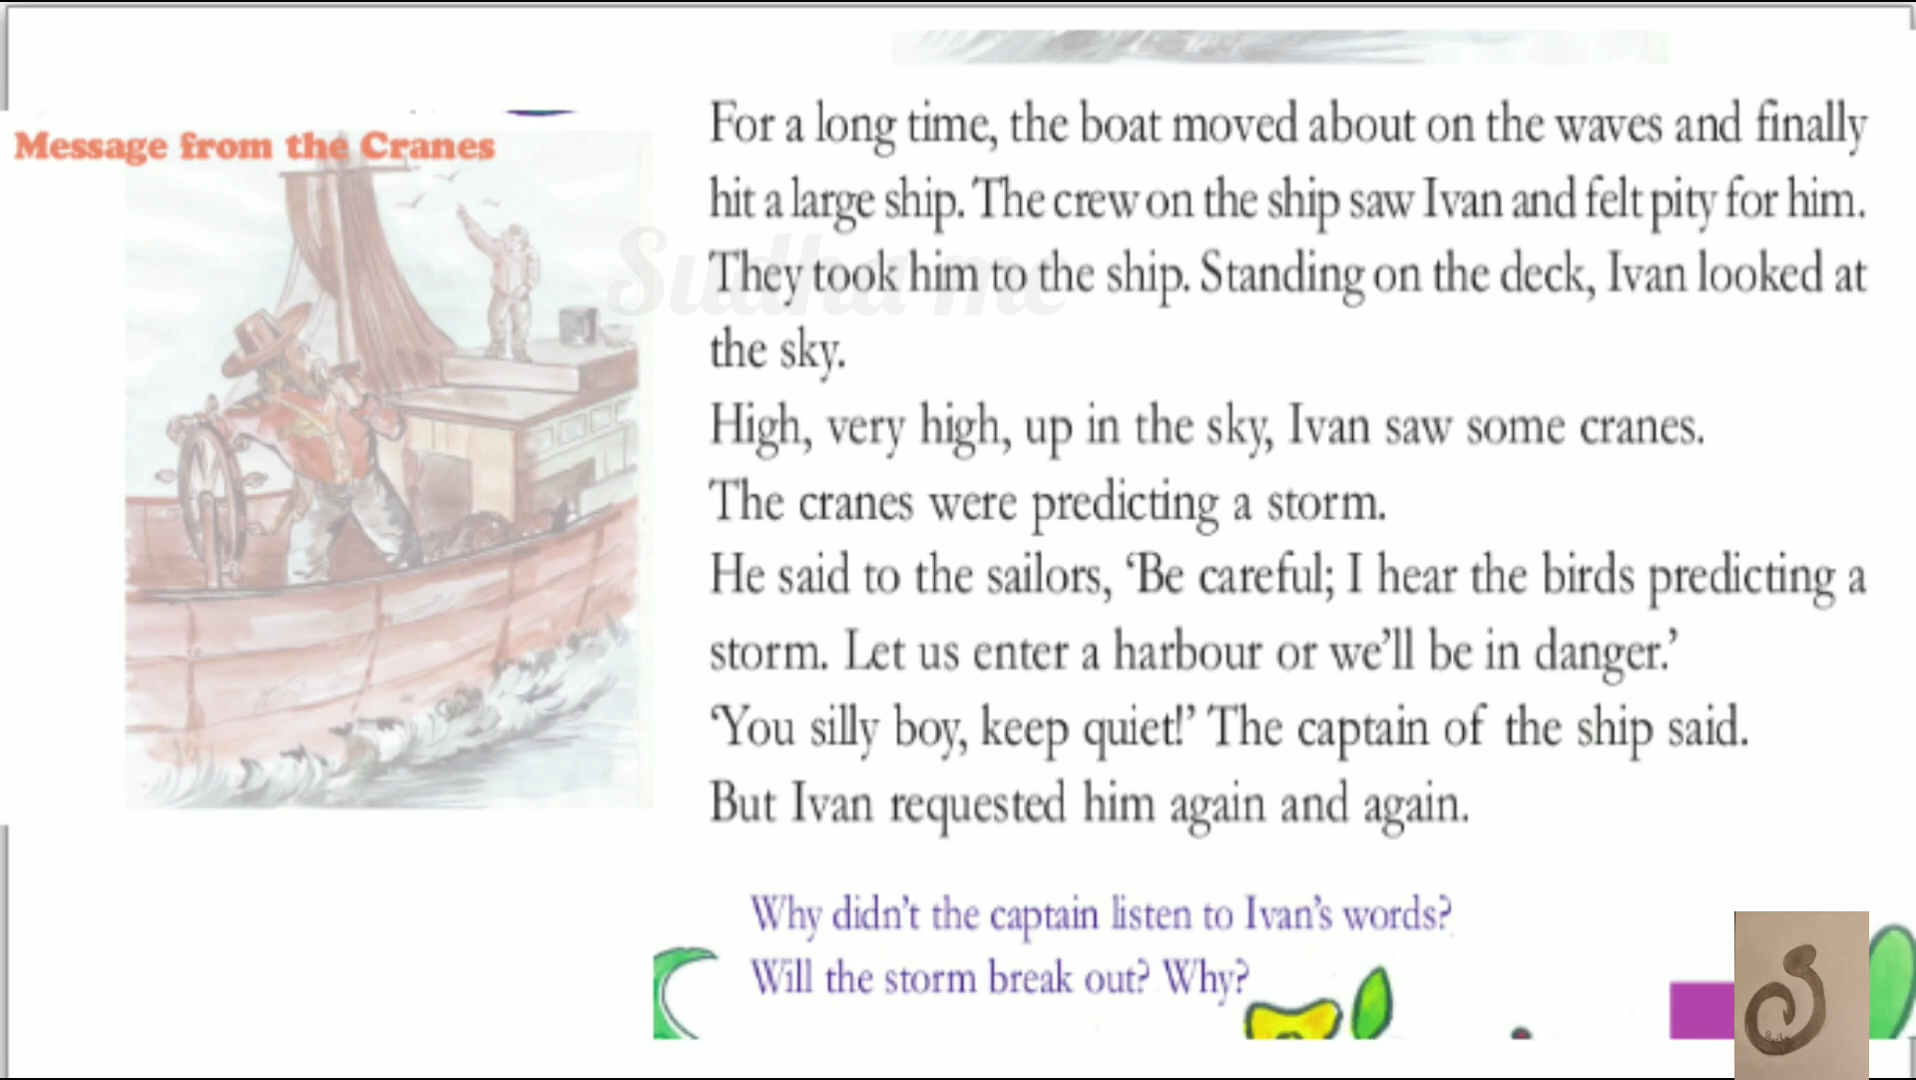 Message from the Cranes
For a long time, the boat moved about on the waves and finally
hit a large ship. The crew on the ship saw Ivan and felt pity for him.
They took him to the ship. Standing on the deck, Ivan looked at
the sky.
High, very high, up in the sky, Ivan saw some cranes.
The cranes were predicting a storm.
He said to the sailors, ‘Be careful; I hear the birds predicting a
storm. Let us enter a harbour or we’ll be in danger.’
‘You silly boy, keep quiet!’ The captain of the ship said.
But Ivan requested him again and again.
Why didn’t the captain listen to Ivan’s words?
Will the storm break out? Why?
Sudha mc